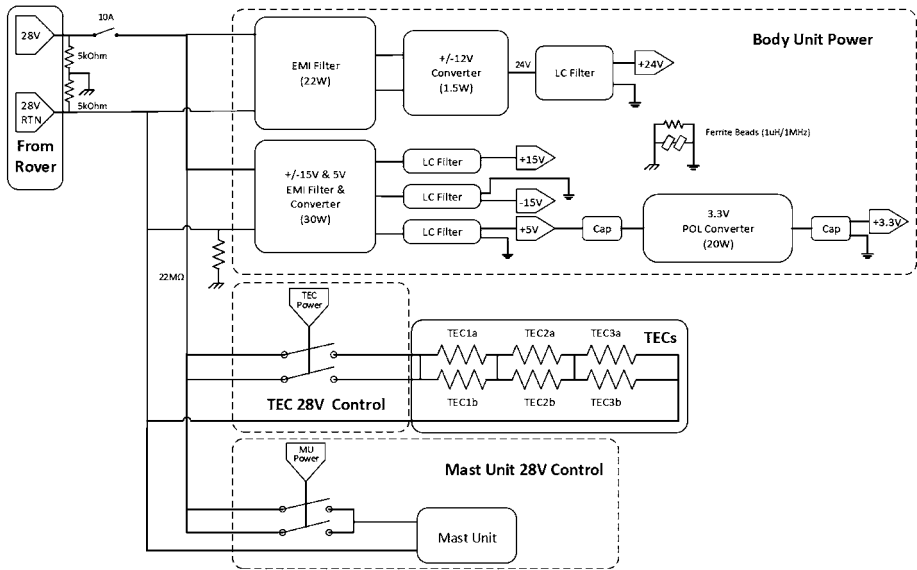 28V
10A
5kOhm
5kOhm
28V
RTN
From
Rover
Body Unit Power
EMI Filter
(22W)
+/-12V
Converter
(1.5W)
24V
LC Filter
+24V
Ferrite Beads (1uH/1MHz)
+/-15V & 5V
EMI Filter &
Converter
(30W)
LC Filter
+15V
LC Filter
-15V
LC Filter
+5V
Cap
3.3V
POL Converter
(20W)
Cap
+3.3V
22MΩ
TEC
Power
TEC 28V Control
TECs
TEC1a
TEC2a
TEC3a
TEC1b
TEC2b
TEC3b
MU
Power
Mast Unit 28V Control
Mast Unit